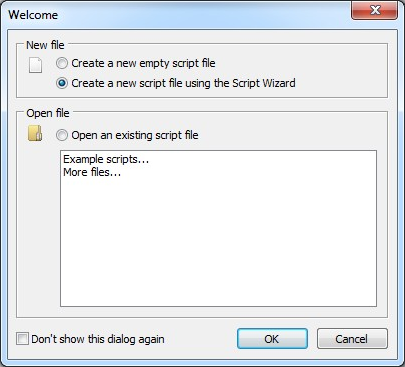 Welcome
New file
Create a new empty script file
Create a new script file using the Script Wizard
Open file
Open an existing script file
Example scripts...
More files...
Don't show this dialog again
OK
Cancel